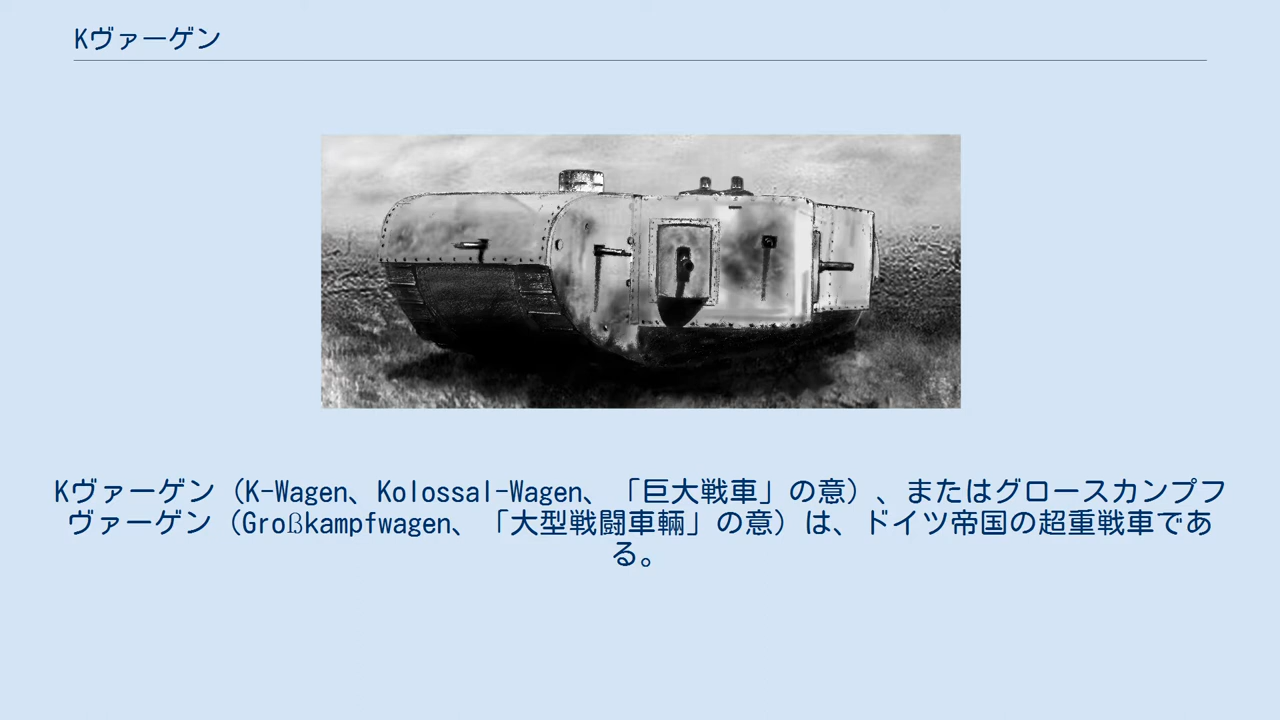 Kヴァーゲン
Kヴァーゲン（K-Wagen、Kolossal-Wagen、「巨大戦車」の意）、またはグロースカンプフ
ヴァーゲン（Großkampfwagen、「大型戦闘車輛」の意）は、ドイツ帝国の超重戦車であ
る。